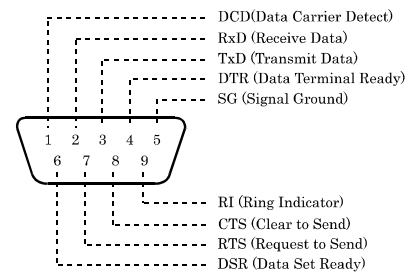 DCD(Data Carrier Detect)
RxD (Receive Data)
TxD (Transmit Data)
DTR (Data Terminal Ready)
SG (Signal Ground)
1 2 3 4 5
6 7 8 9
RI (Ring Indicator)
CTS (Clear to Send)
RTS (Request to Send)
DSR (Data Set Ready)